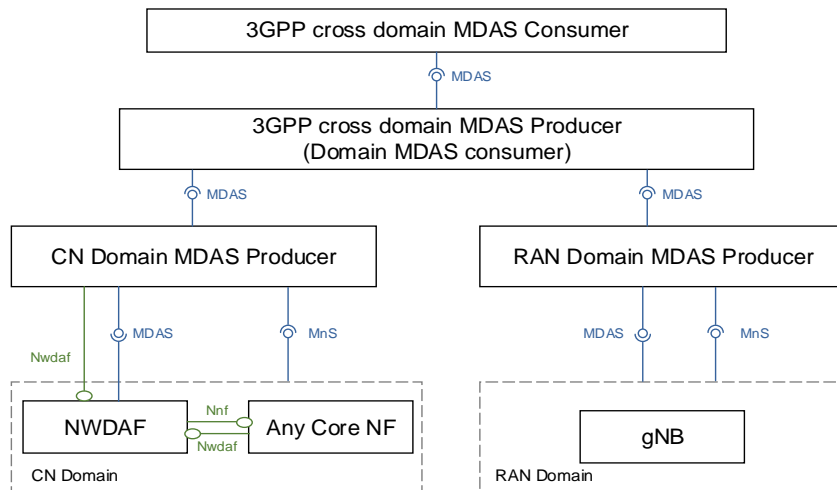 3GPP cross domain MDAS Consumer
MDAS
3GPP cross domain MDAS Producer
(Domain MDAS consumer)
MDAS
MDAS
CN Domain MDAS Producer
RAN Domain MDAS Producer
MDAS
MnS
MDAS
MnS
Nwdaf
NWDAF
Nnf
Nwdaf
Any Core NF
gNB
CN Domain
RAN Domain